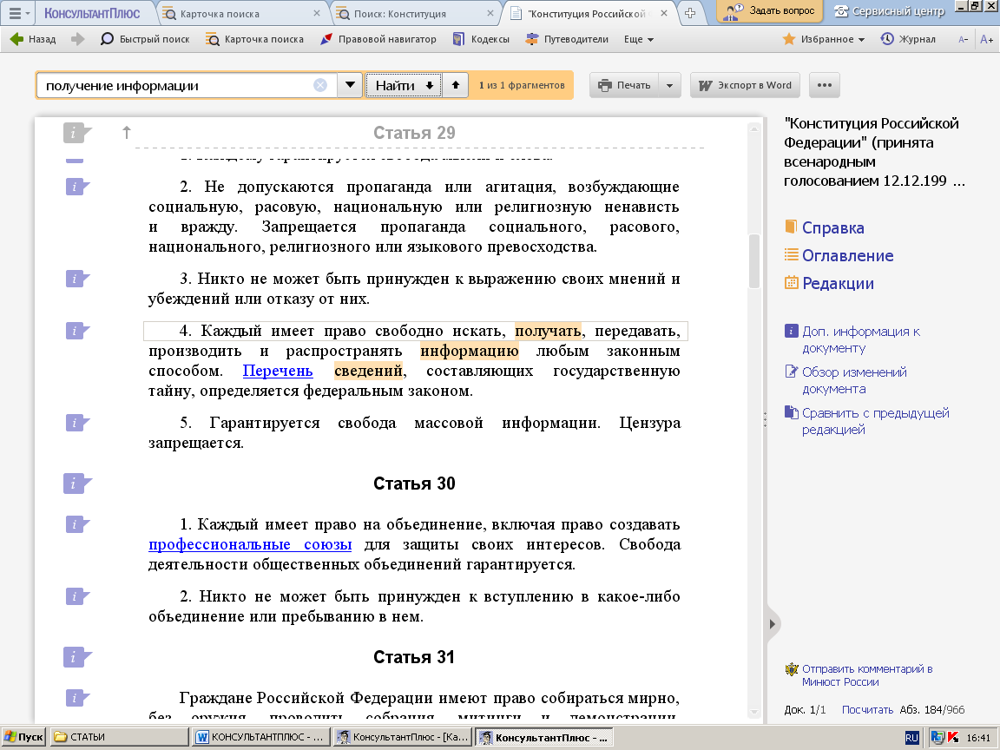 КОНСУЛЬТАНТПЛЮС
Карточка поиска
Поиск: Конституция
"Конституция Российской
Задать вопрос
Сервисный центр
Назад
Быстрый поиск
Карточка поиска
Правовой навигатор
Кодексы
Путеводители
Еще
Избранное
Журнал
A-
A+
получение информации
Найти
1 из 1 фрагментов
Печать
Экспорт в Word
Статья 29
2. Не допускаются пропаганда или агитация, возбуждающие
социальную, расовую, национальную или религиозную ненависть
и вражду. Запрещается пропаганда социального, расового,
национального, религиозного или языкового превосходства.
3. Никто не может быть принужден к выражению своих мнений и
убеждений или отказу от них.
4. Каждый имеет право свободно искать, получать, передавать,
производить и распространять информацию любым законным
способом. Перечень сведений, составляющих государственную
тайну, определяется федеральным законом.
5. Гарантируется свобода массовой информации. Цензура
запрещается.
Статья 30
1. Каждый имеет право на объединение, включая право создавать
профессиональные союзы для защиты своих интересов. Свобода
деятельности общественных объединений гарантируется.
2. Никто не может быть принужден к вступлению в какое-либо
объединение или пребыванию в нем.
Статья 31
Граждане Российской Федерации имеют право собираться мирно,
без оружия, проводить собрания, митинги и демонстрации,
"Конституция Российской
Федерации" (принята
всенародным
голосованием 12.12.199 ...
Справка
Оглавление
Редакции
Доп. информация к
документу
Обзор изменений
документа
Сравнить с предыдущей
редакцией
Отправить комментарий в
Минюст России
Док. 1/1 Посчитать Абз. 184/966
Пуск
СТАТЬИ
КОНСУЛЬТАНТПЛЮС - ...
КонсультантПлюс - [Ка...
КонсультантПлюс - ...
RU
16:41